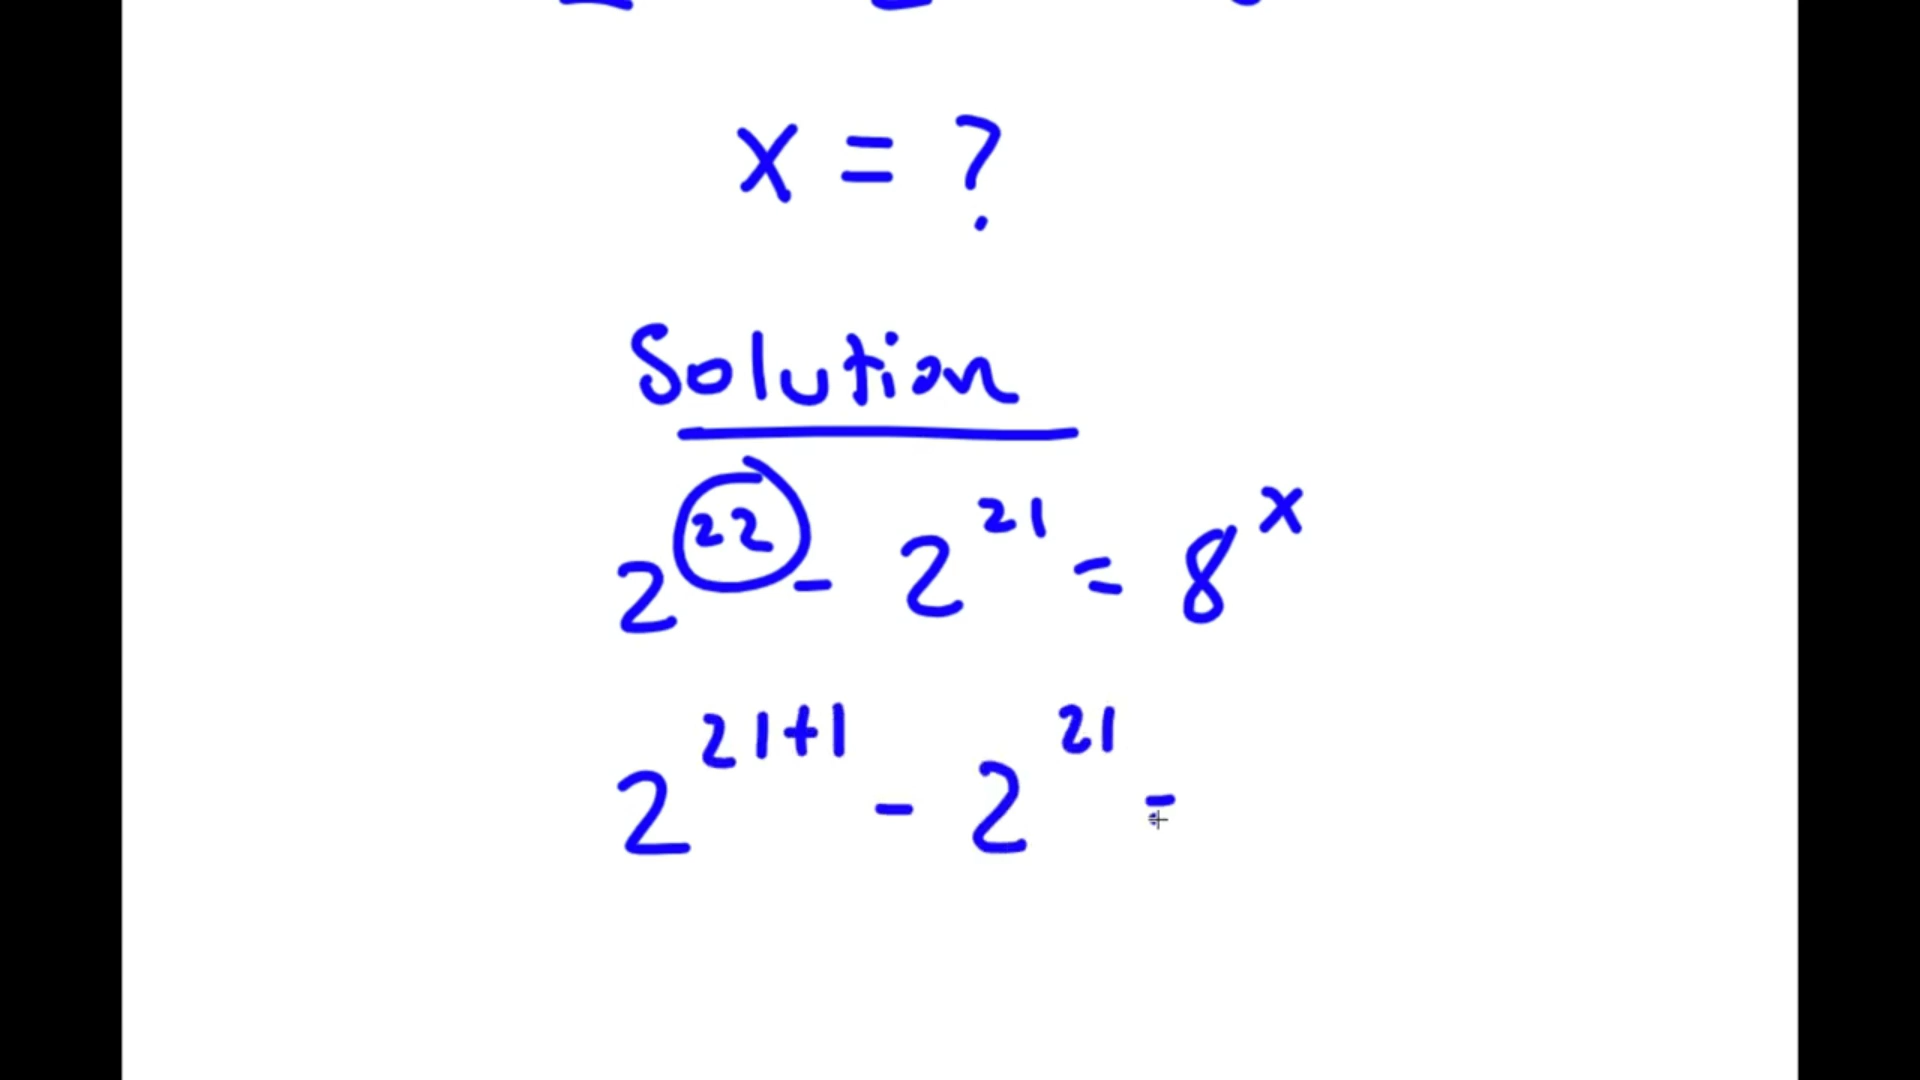 x = ?
Solution
2^22 - 2^21 = 8^x
2^21+1 - 2^21 =